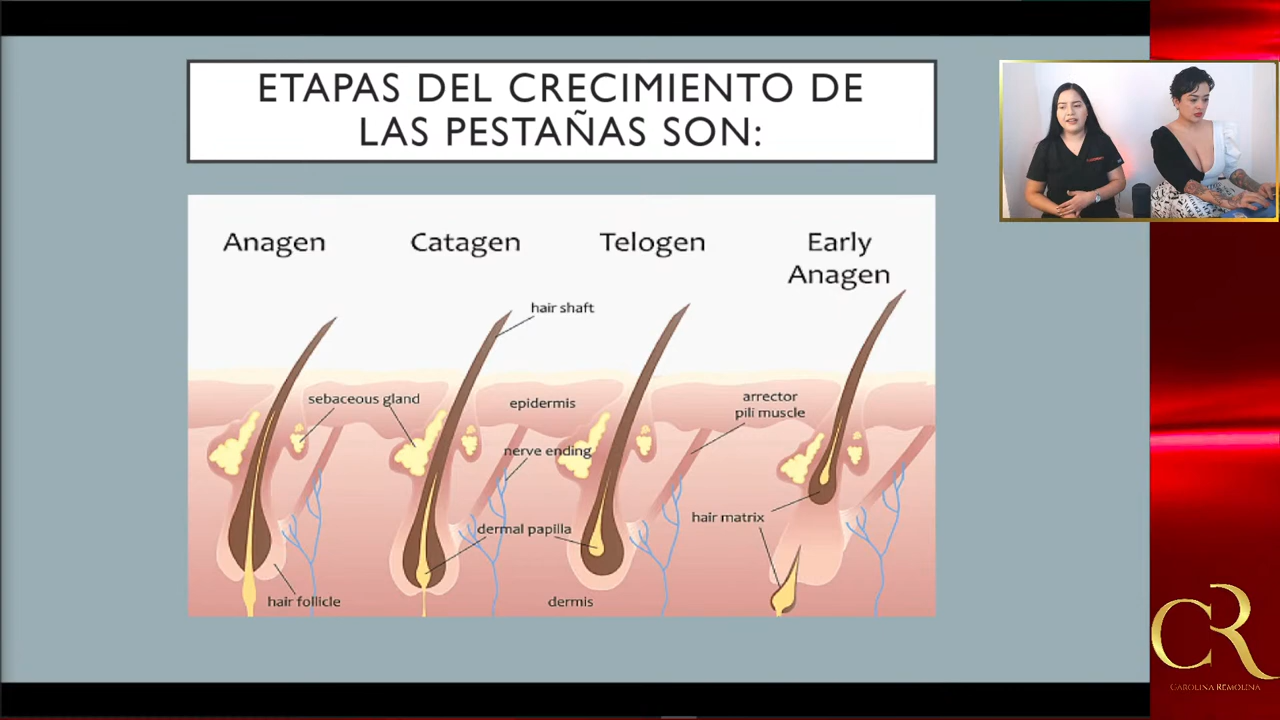 ETAPAS DEL CRECIMIENTO DE
LAS PESTAÑAS SON:
Anagen
Catagen
Telogen
Early
Anagen
hair shaft
sebaceous gland
epidermis
arrector
pili muscle
nerve ending
hair matrix
dermal papilla
hair follicle
dermis
CR
CAROLINA REMOLINA